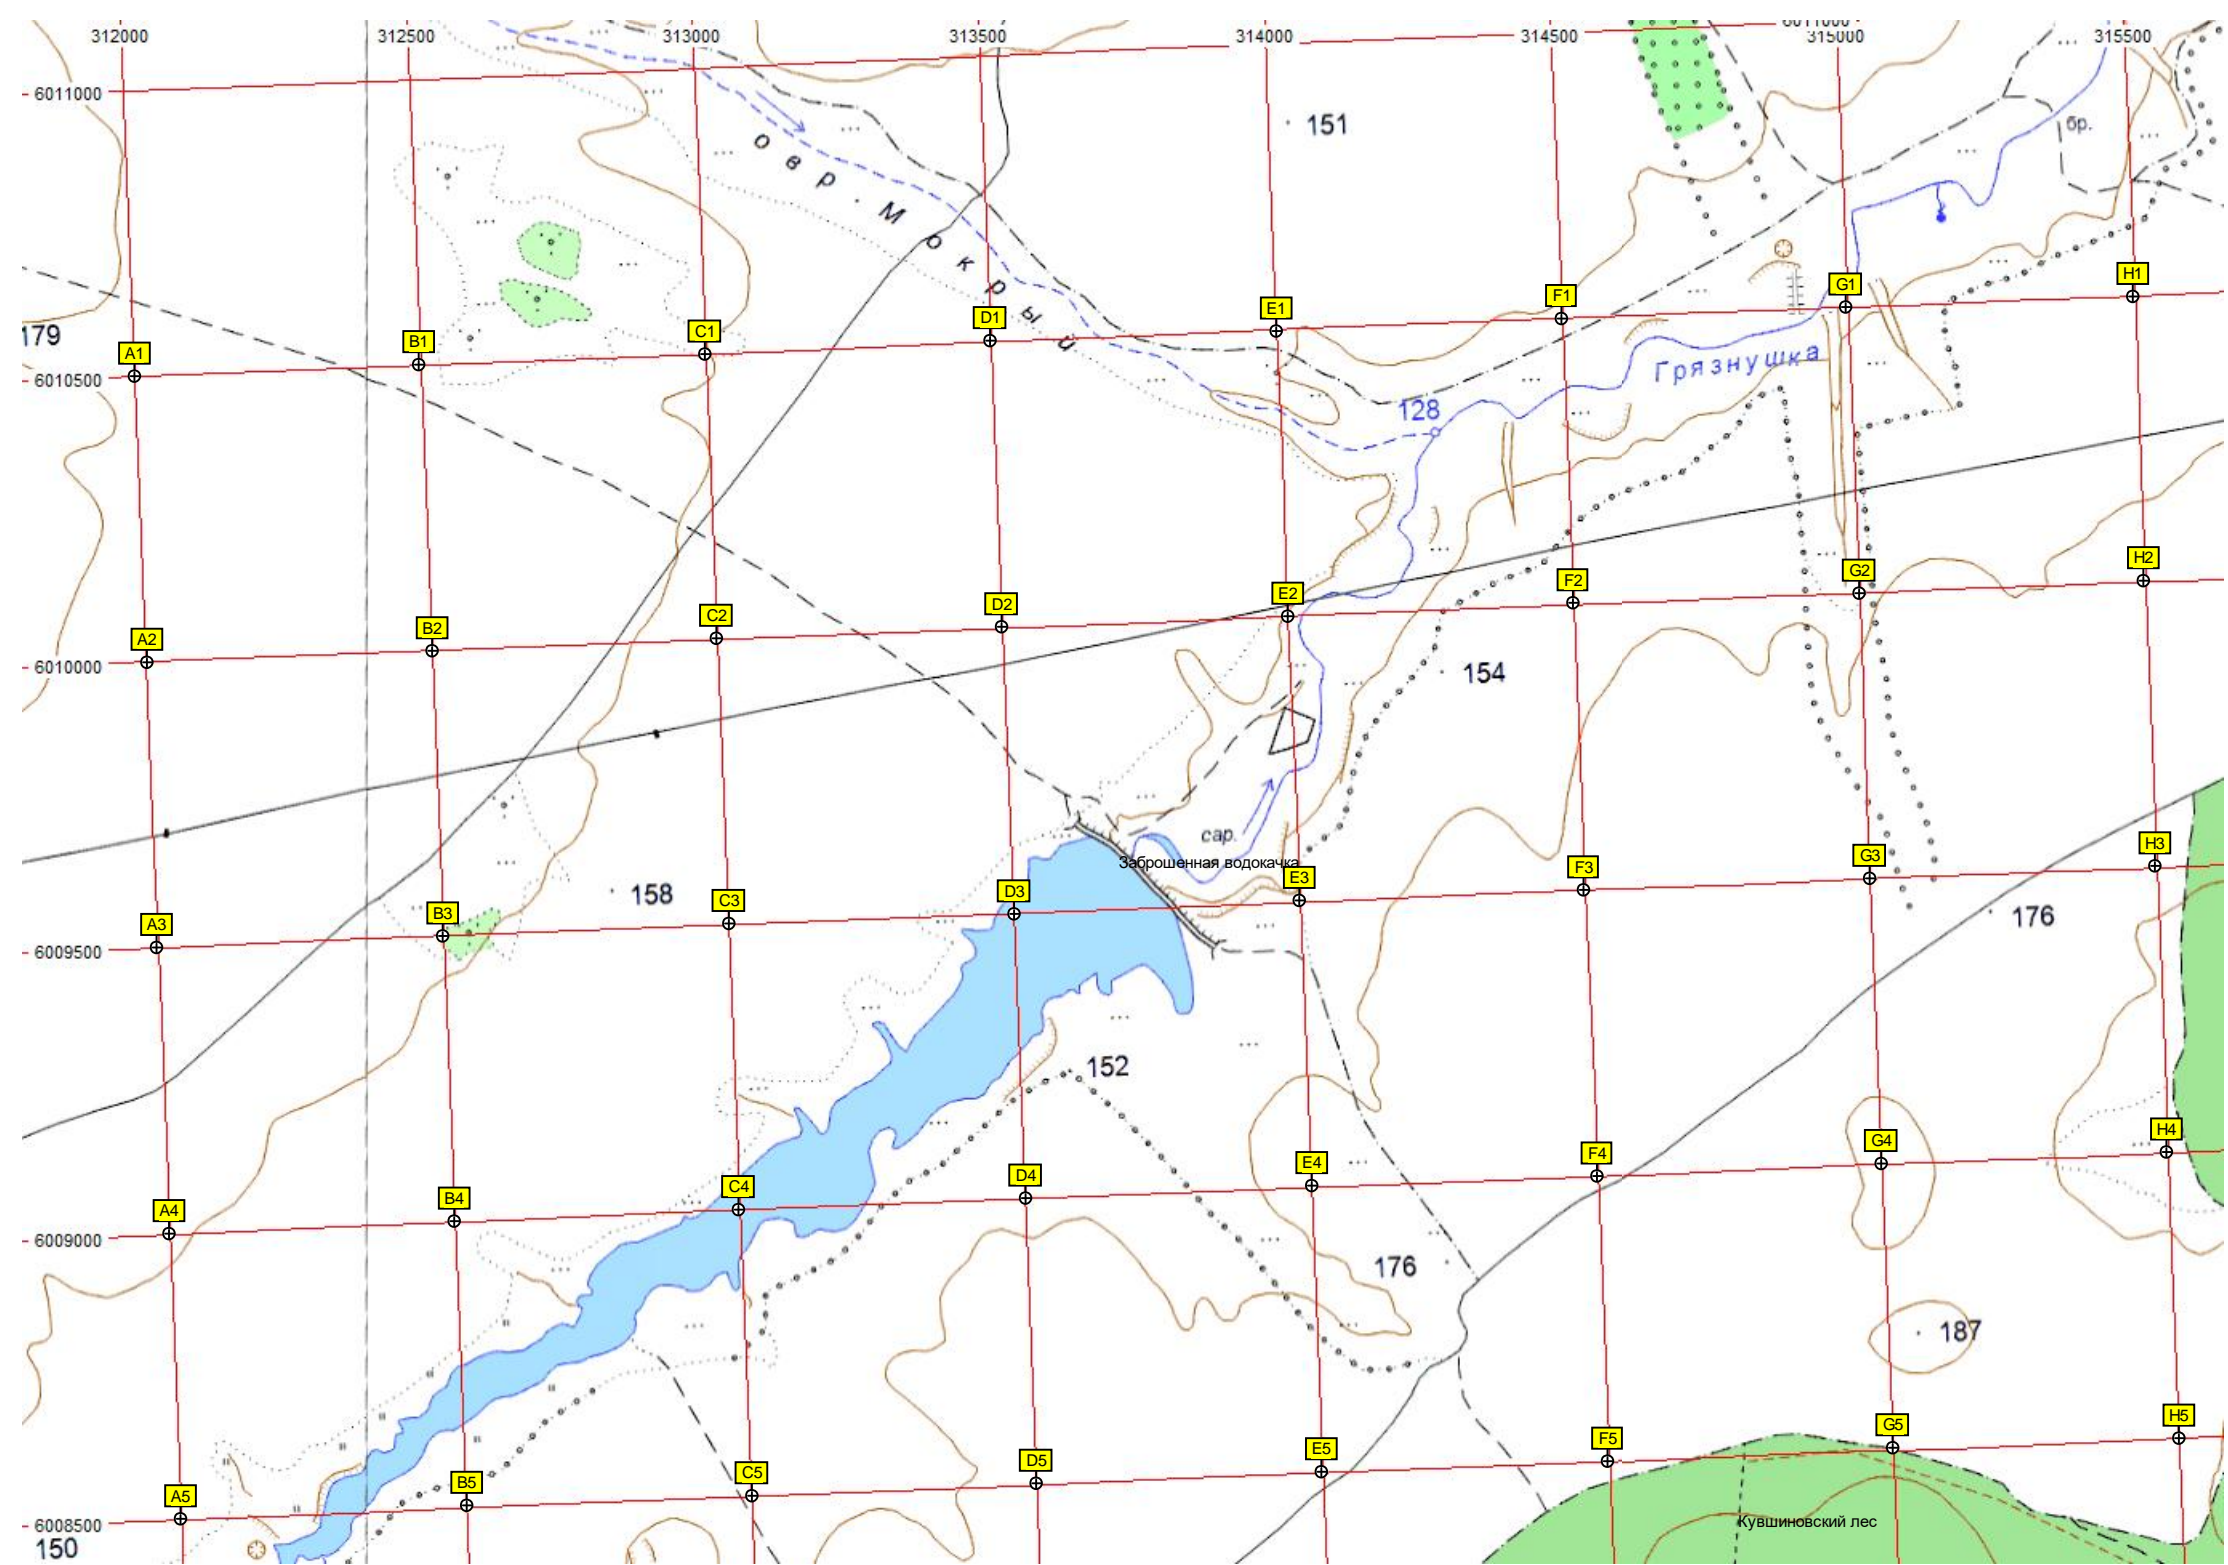 312000 312500 313000 313500 314000 314500 315000 315500
6011000
6011000
151
бр.
овр. Мокрый
179
A1 B1 C1 D1 E1 F1 G1 H1
6010500
Грязнушка
128
A2 B2 C2 D2 E2 F2 G2 H2
6010000
154
сар.
Заброшенная водокачка
158
176
A3 B3 C3 D3 E3 F3 G3 H3
6009500
152
A4 B4 C4 D4 E4 F4 G4 H4
6009000
176
187
A5 B5 C5 D5 E5 F5 G5 H5
6008500
150
Кувшиновский лес